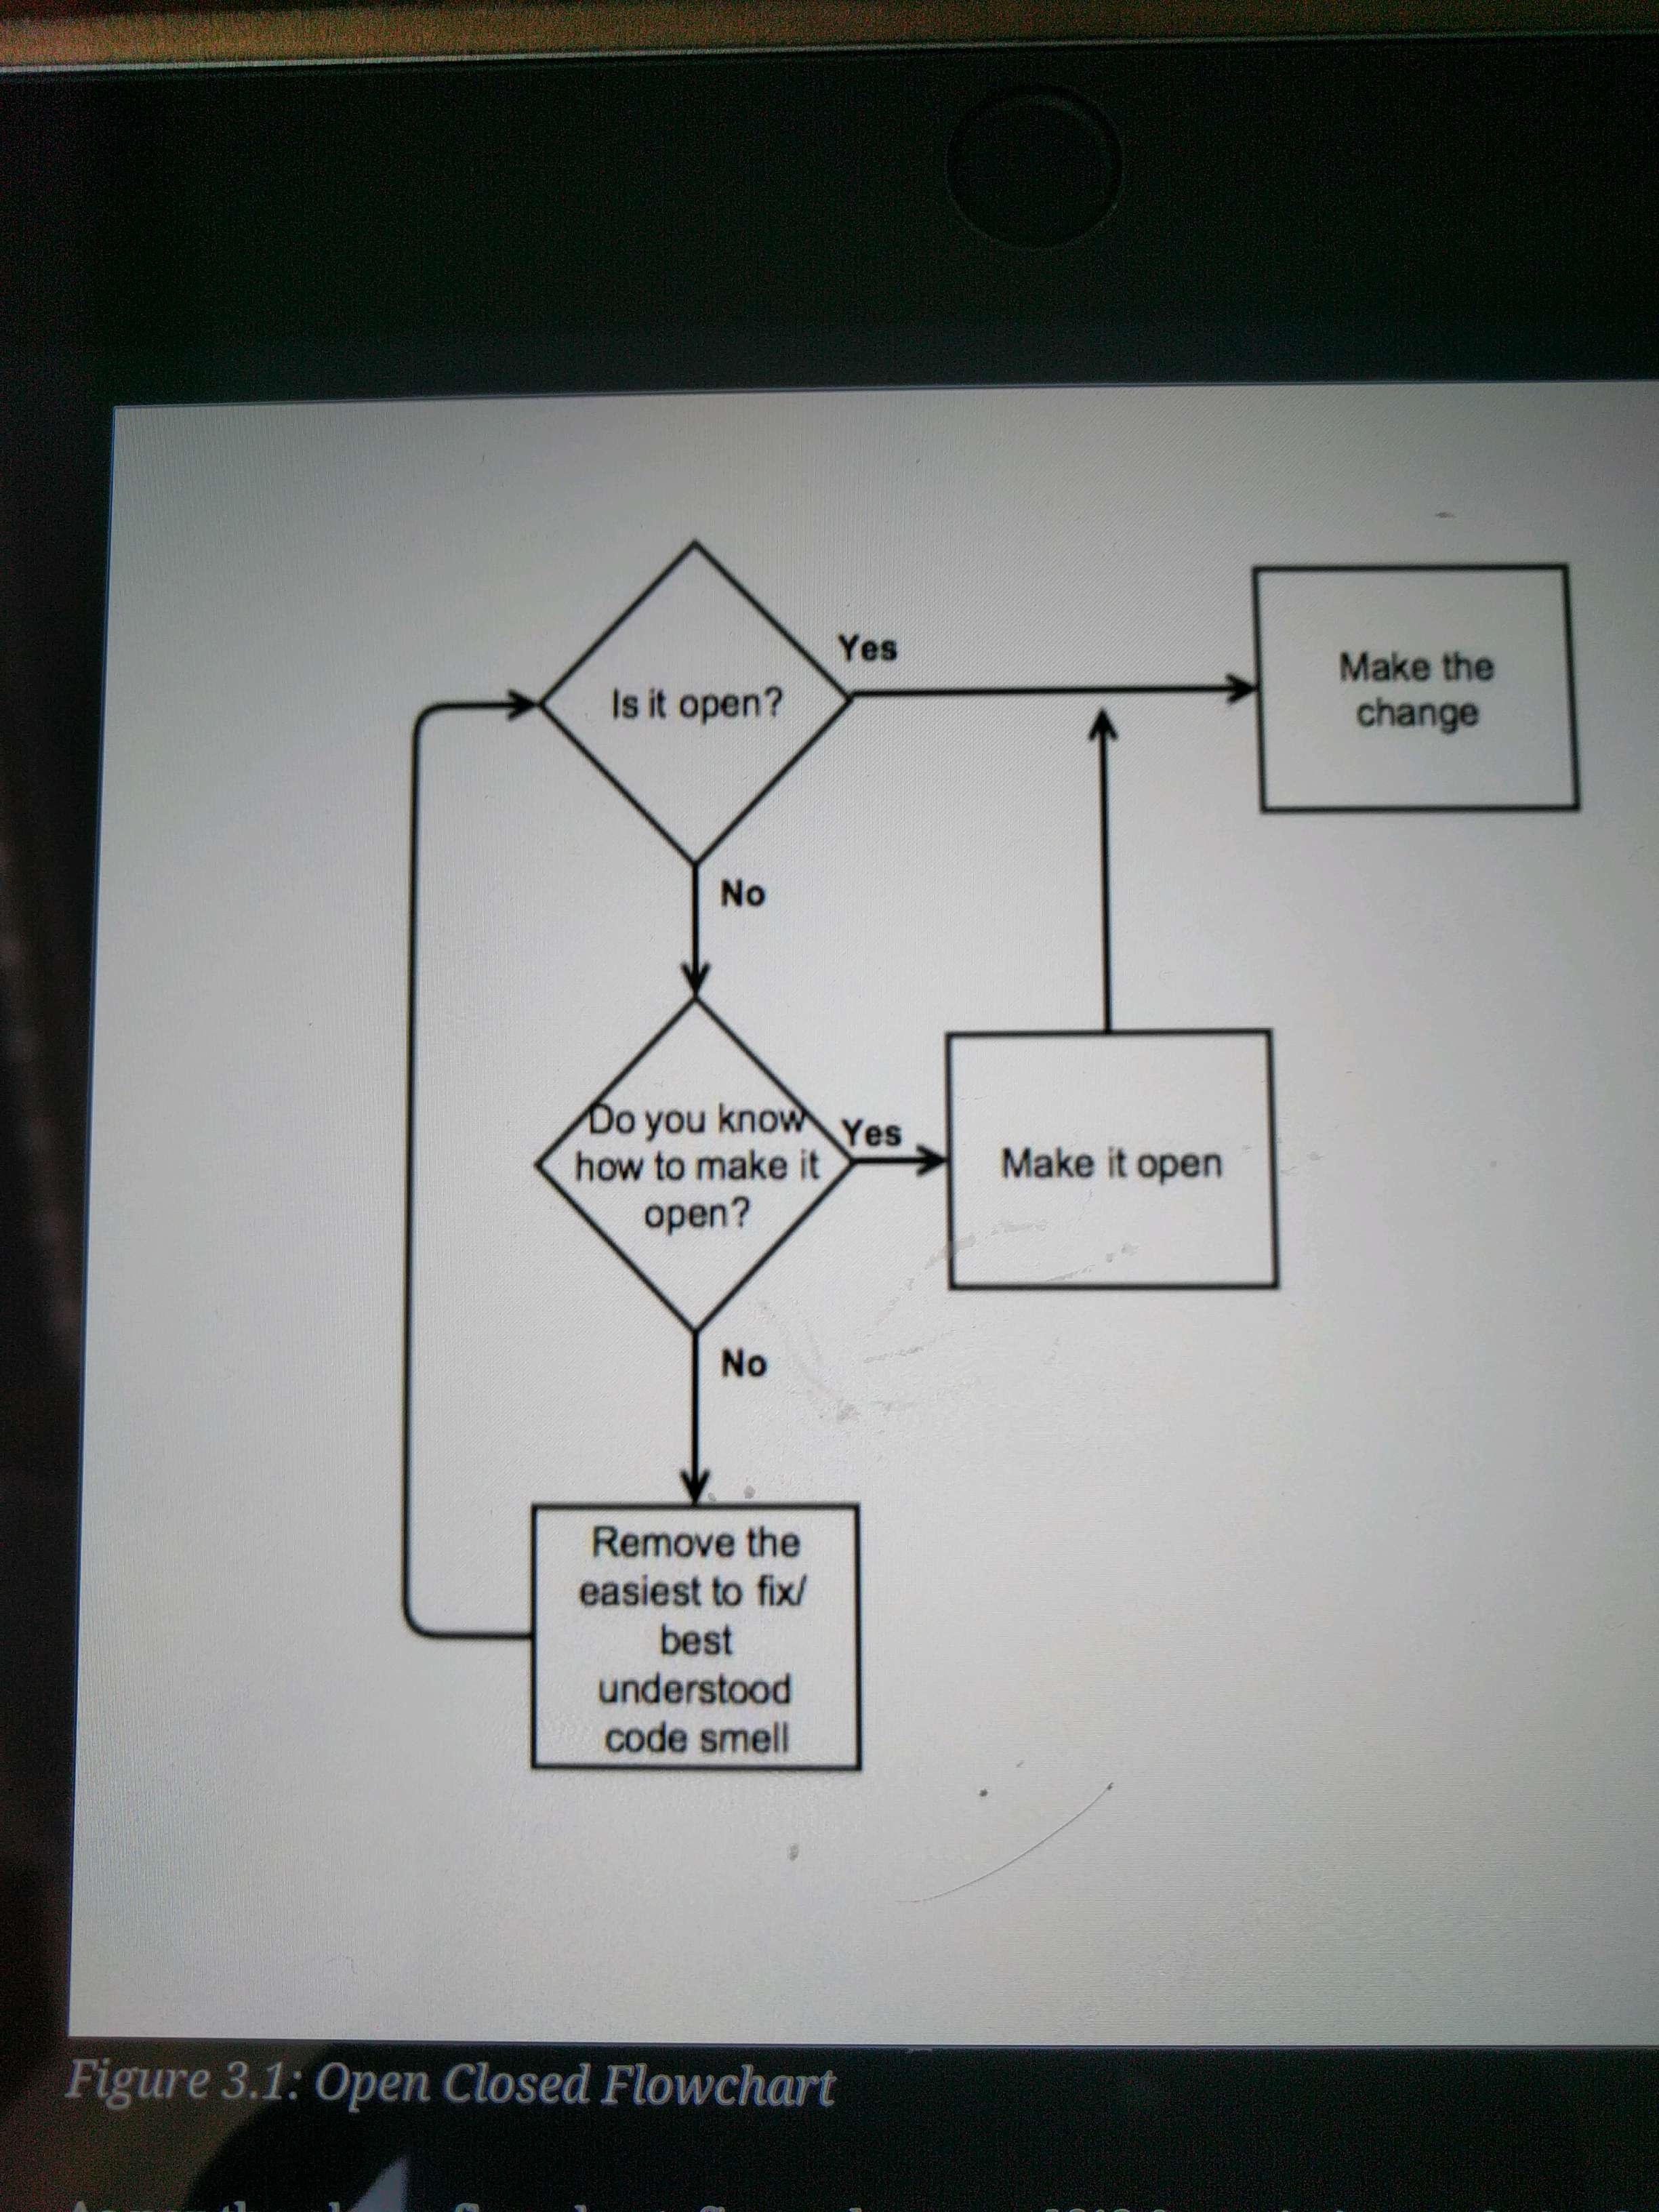 Is it open?
Yes
Make the
change
No
Do you know
how to make it
open?
Yes
Make it open
No
Remove the
easiest to fix/
best
understood
code smell
Figure 3.1: Open Closed Flowchart